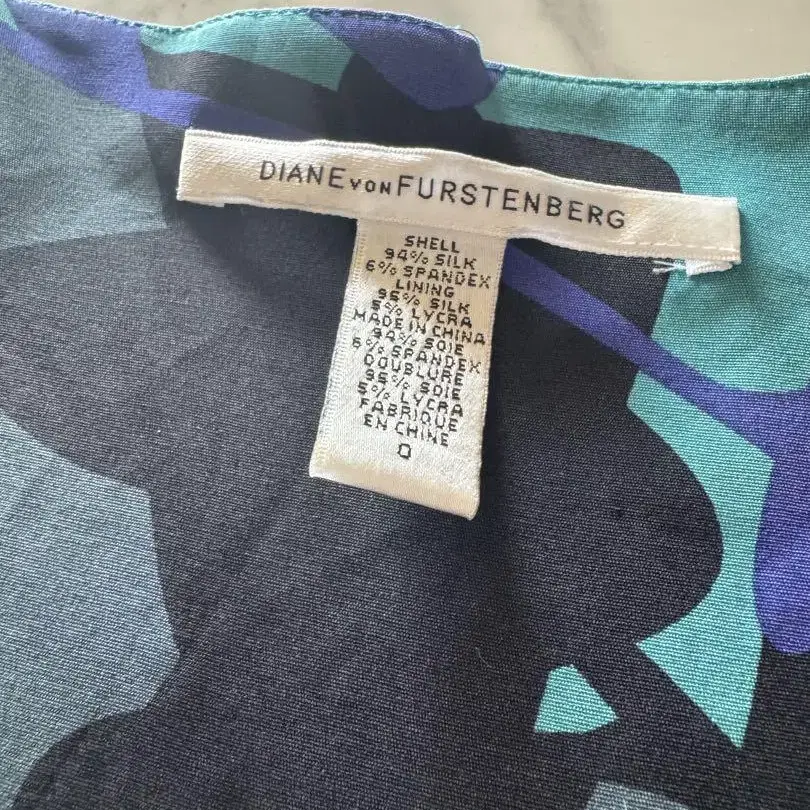 DIANE VON FURSTENBERG
SHELL
94% SILK
6% SPANDEX
LINING
95% SILK
5% LYCRA
MADE IN CHINA
94% SOIE
6% SPANDEX
DOUBLURE
95% SOIE
5% LYCRA
FABRIQUE
EN CHINE
0